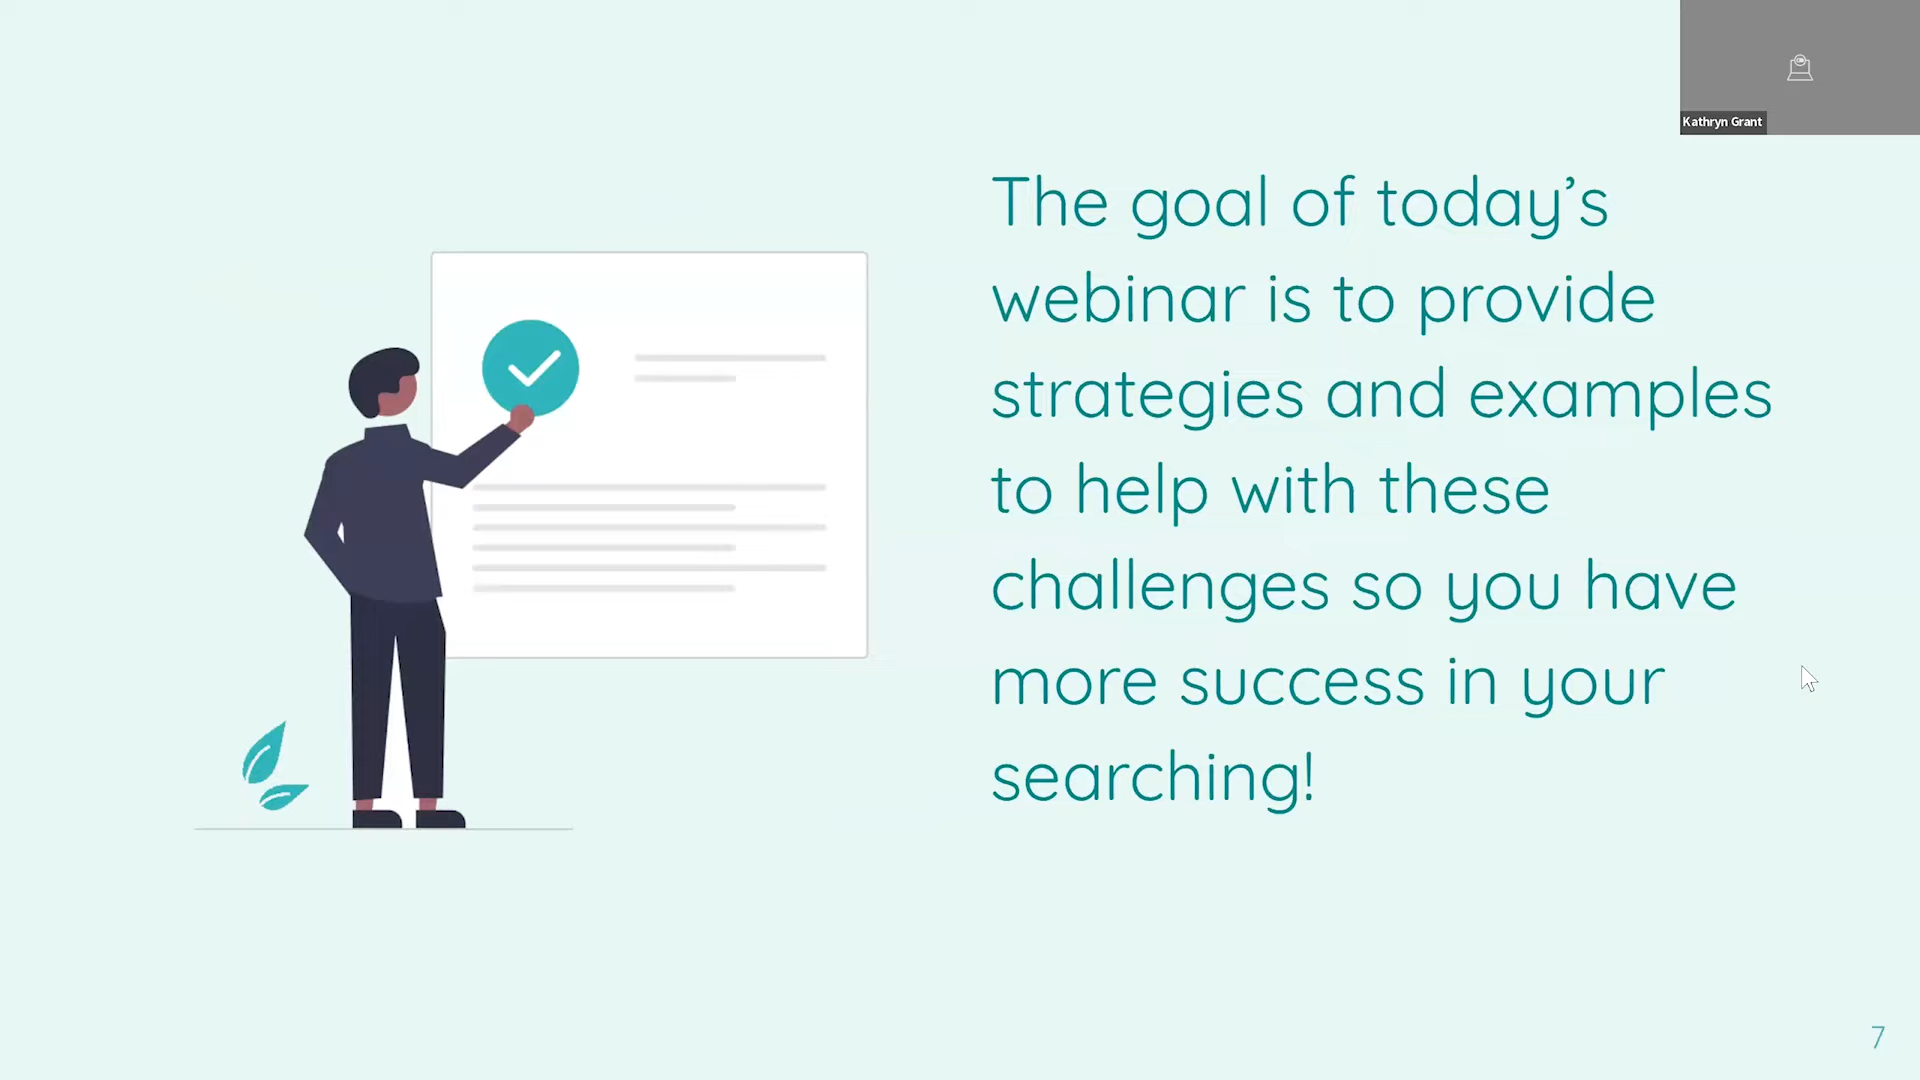 Kathryn Grant
The goal of today’s
webinar is to provide
strategies and examples
to help with these
challenges so you have
more success in your
searching!
7